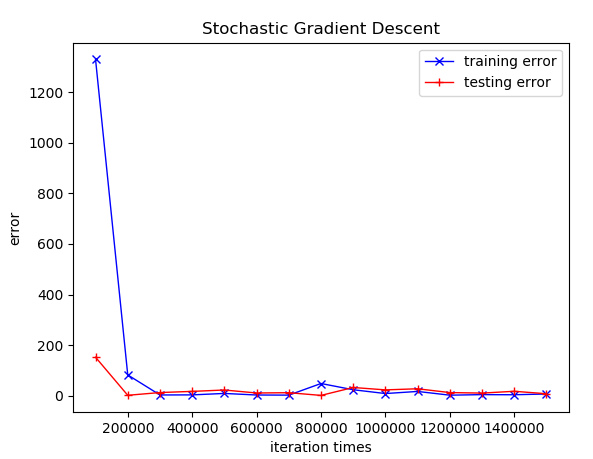 Stochastic Gradient Descent
training error
testing error
1200
1000
800
600
400
200
0
error
200000 400000 600000 800000 1000000 1200000 1400000
iteration times